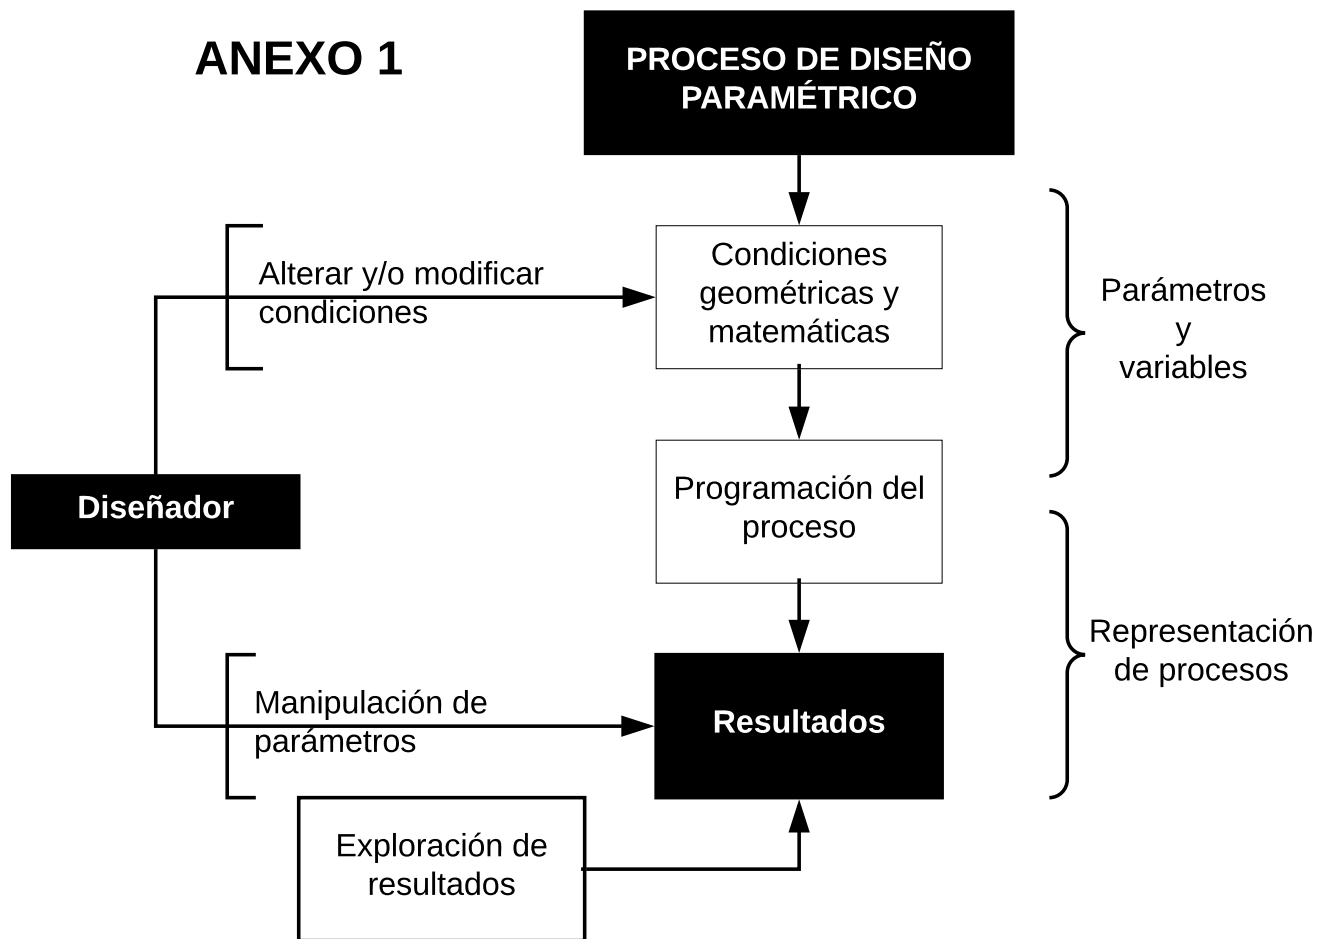 ANEXO 1
PROCESO DE DISEÑO
PARAMÉTRICO
Condiciones
geométricas y
matemáticas
Alterar y/o modificar
condiciones
Parámetros
y
variables
Programación del
proceso
Diseñador
Representación
de procesos
Manipulación de
parámetros
Resultados
Exploración de
resultados